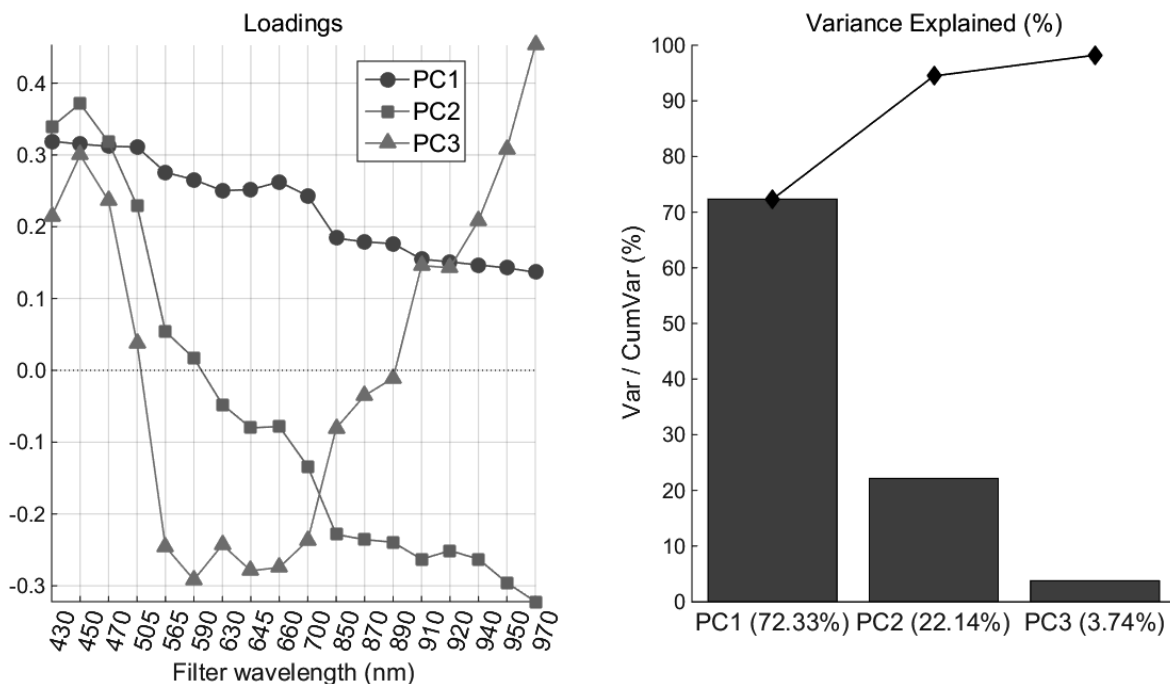 Loadings
0.4
0.3
0.2
0.1
0.0
-0.1
-0.2
-0.3
PC1
PC2
PC3
430 450 470 505 565 590 630 645 660 700 850 870 890 910 920 940 950 970
Filter wavelength (nm)
Variance Explained (%)
Var / CumVar (%)
100
90
80
70
60
50
40
30
20
10
0
PC1 (72.33%) PC2 (22.14%) PC3 (3.74%)